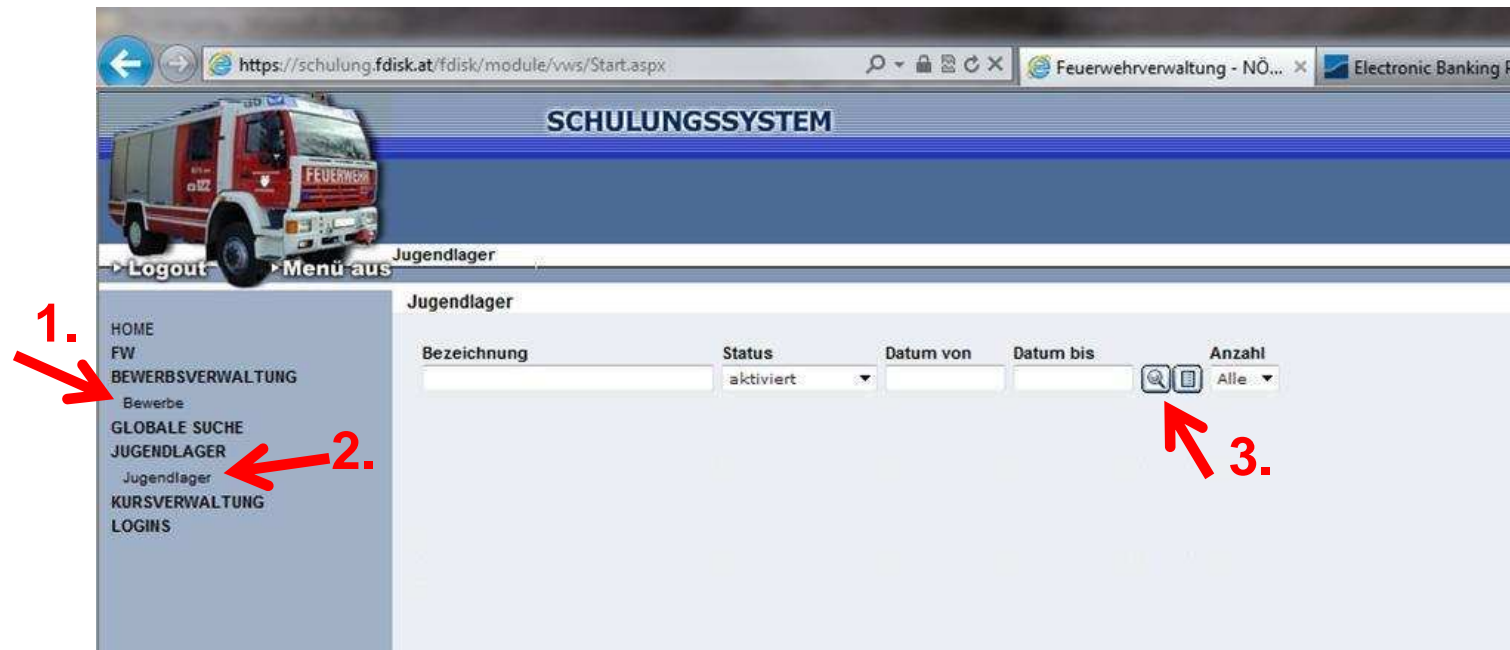 https://schulung.fdisk.at/fdisk/module/vws/Start.aspx
Feuerwehrverwaltung - NÖ...
Electronic Banking
SCHULUNGSSYSTEM
FEUERWEHR
122
Logout
Menü aus
Jugendlager
Jugendlager
1.
HOME
FW
BEWERBSVERWALTUNG
Bewerbe
GLOBALE SUCHE
JUGENDLAGER
2.
Jugendlager
KURSVERWALTUNG
LOGINS
Bezeichnung Status Datum von Datum bis Anzahl
aktiviert Alle
3.